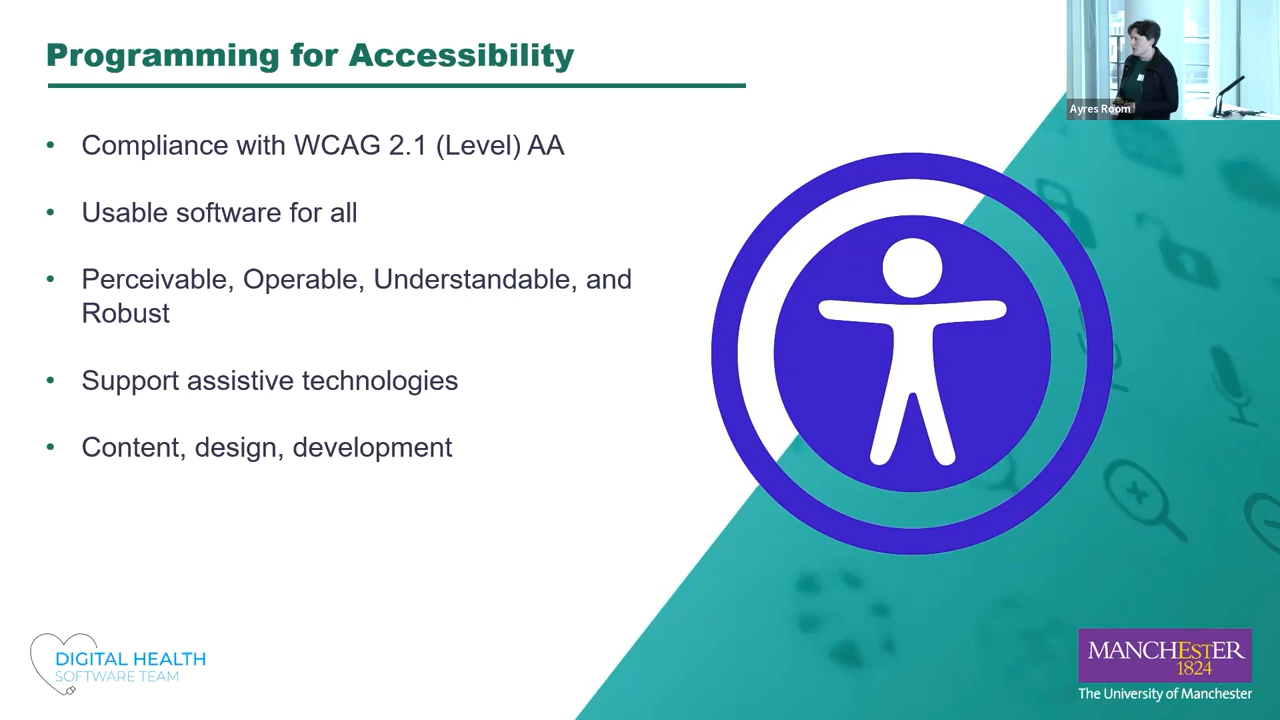 Programming for Accessibility
Ayres Room
• Compliance with WCAG 2.1 (Level) AA
• Usable software for all
• Perceivable, Operable, Understandable, and
Robust
• Support assistive technologies
• Content, design, development
DIGITAL HEALTH
SOFTWARE TEAM
MANCHESTER
1824
The University of Manchester